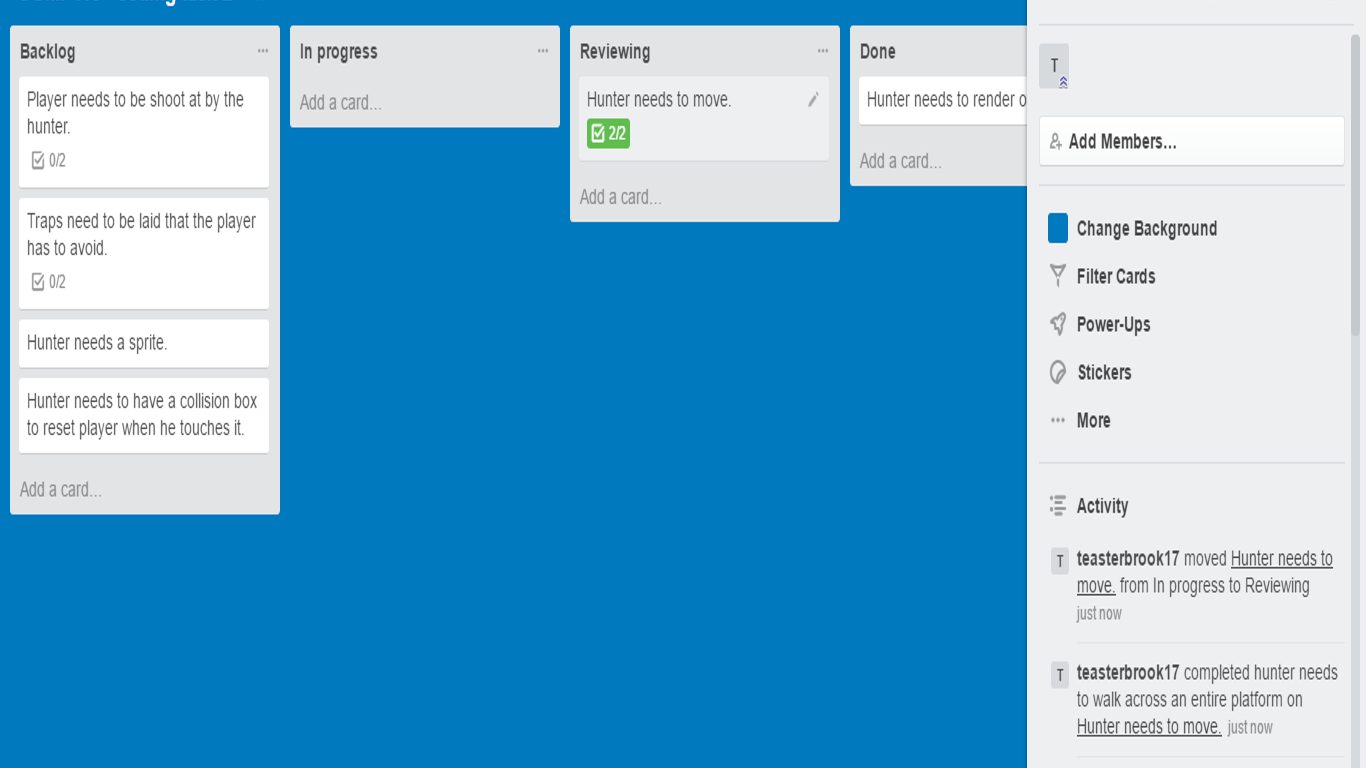 Backlog
Player needs to be shoot at by the
hunter.
0/2
Traps need to be laid that the player
has to avoid.
0/2
Hunter needs a sprite.
Hunter needs to have a collision box
to reset player when he touches it.
Add a card...
In progress
Add a card...
Reviewing
Hunter needs to move.
2/2
Add a card...
Done
Hunter needs to render o
Add a card...
T
Add Members...
Change Background
Filter Cards
Power-Ups
Stickers
More
Activity
T
teasterbrook17 moved Hunter needs to
move. from In progress to Reviewing
just now
T
teasterbrook17 completed hunter needs
to walk across an entire platform on
Hunter needs to move. just now